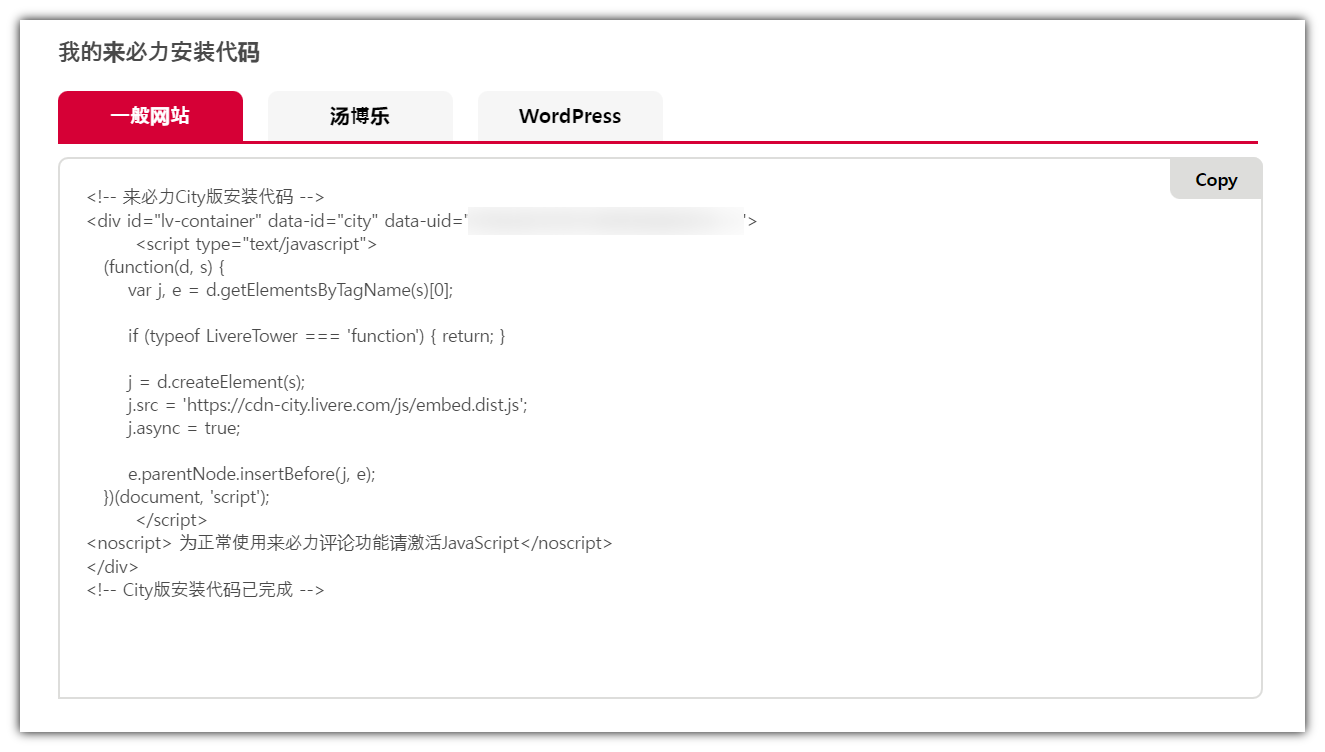 我的来必力安装代码
一般网站
汤博乐
WordPress
Copy
<!-- 来必力City版安装代码 -->
<div id="lv-container" data-id="city" data-uid=' '>
<script type="text/javascript">
(function(d, s) {
var j, e = d.getElementsByTagName(s)[0];
if (typeof LivereTower === 'function') { return; }
j = d.createElement(s);
j.src = 'https://cdn-city.livere.com/js/embed.dist.js';
j.async = true;
e.parentNode.insertBefore(j, e);
})(document, 'script');
</script>
<noscript> 为正常使用来必力评论功能请激活JavaScript</noscript>
</div>
<!-- City版安装代码已完成 -->